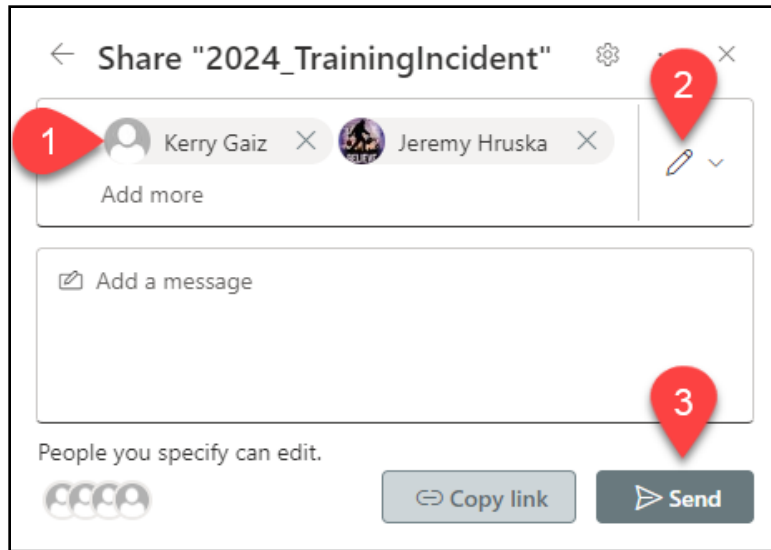 Share "2024_TrainingIncident"
2
1
Kerry Gaiz
Jeremy Hruska
BELIEVE
Add more
Add a message
3
People you specify can edit.
Copy link
Send